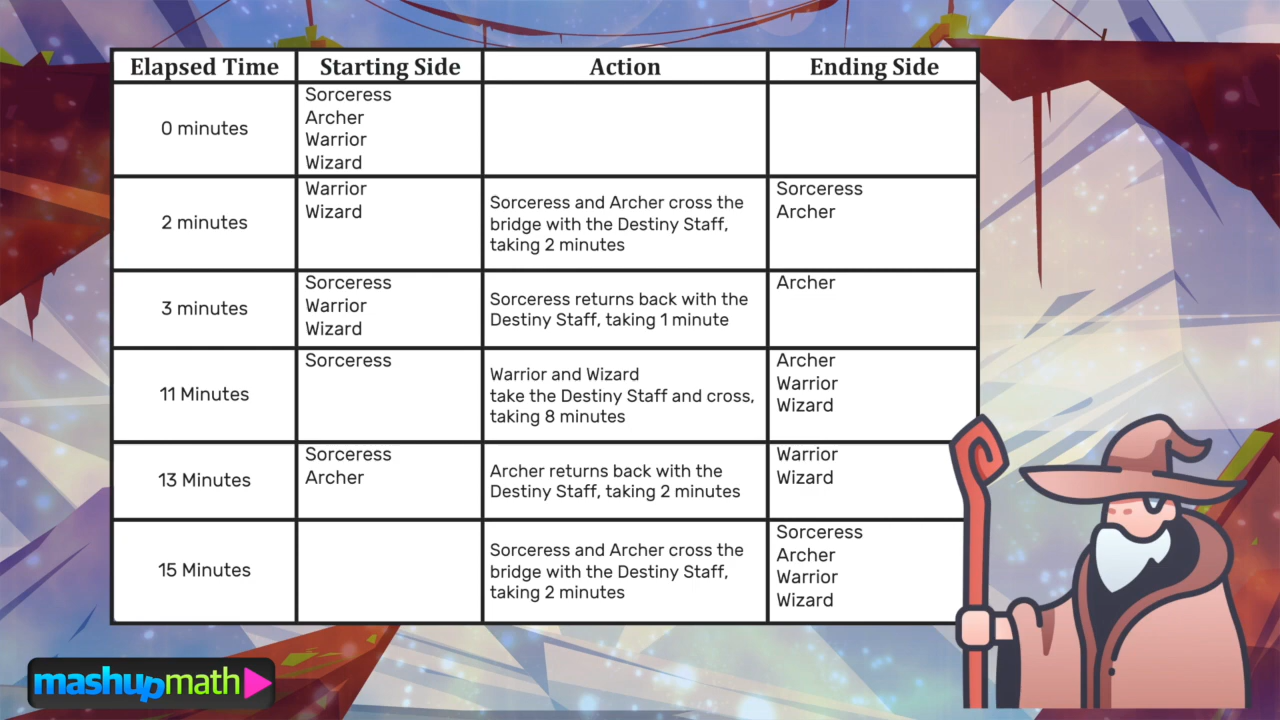 Elapsed Time Starting Side Action Ending Side
0 minutes
Sorceress
Archer
Warrior
Wizard
2 minutes
Warrior
Wizard
Sorceress and Archer cross the
bridge with the Destiny Staff,
taking 2 minutes
Sorceress
Archer
3 minutes
Sorceress
Warrior
Wizard
Sorceress returns back with the
Destiny Staff, taking 1 minute
Archer
11 Minutes
Sorceress
Warrior and Wizard
take the Destiny Staff and cross,
taking 8 minutes
Archer
Warrior
Wizard
13 Minutes
Sorceress
Archer
Archer returns back with the
Destiny Staff, taking 2 minutes
Warrior
Wizard
15 Minutes
Sorceress and Archer cross the
bridge with the Destiny Staff,
taking 2 minutes
Sorceress
Archer
Warrior
Wizard
mashupmath